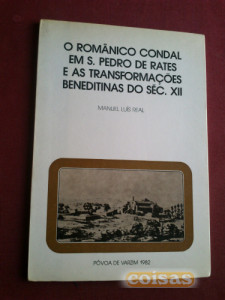 O ROMÂNICO CONDAL
EM S. PEDRO DE RATES
E AS TRANSFORMAÇÕES
BENEDITINAS DO SÉC. XII
MANUEL LUÍS REAL
PÓVOA DE VARZIM 1982
coisas